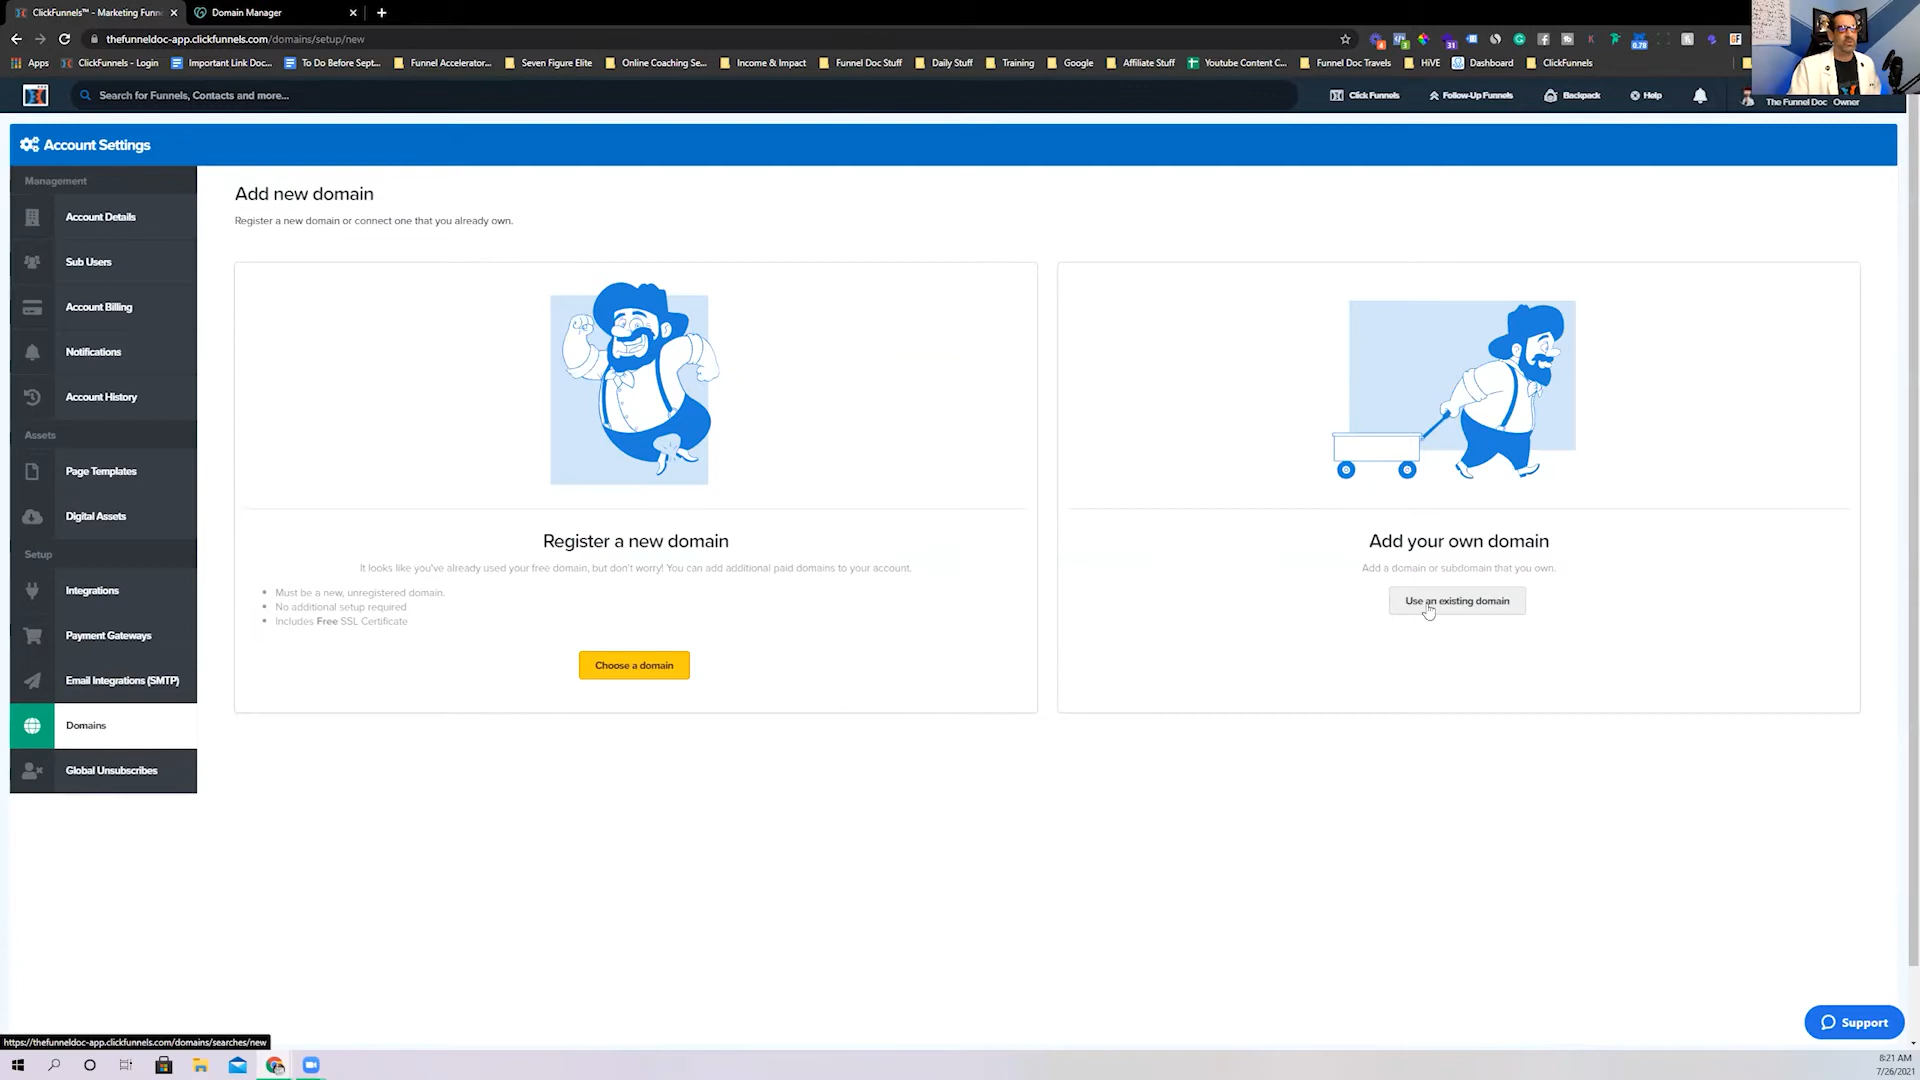 ClickFunnels™ - Marketing Funn
Domain Manager
thefunneldoc-app.clickfunnels.com/domains/setup/new
4
3
31
0.78
Apps
ClickFunnels - Login
Important Link Doc...
To Do Before Sept...
Funnel Accelerator...
Seven Figure Elite
Online Coaching Se...
Income & Impact
Funnel Doc Stuff
Daily Stuff
Training
Google
Affiliate Stuff
Youtube Content C...
Funnel Doc Travels
HiVE
Dashboard
ClickFunnels
Search for Funnels, Contacts and more...
Click Funnels
Follow-Up Funnels
Backpack
Help
The Funnel Doc Owner
Account Settings
Management
Account Details
Sub Users
Account Billing
Notifications
Account History
Assets
Page Templates
Digital Assets
Setup
Integrations
Payment Gateways
Email Integrations (SMTP)
Domains
Global Unsubscribes
Add new domain
Register a new domain or connect one that you already own.
Register a new domain
It looks like you've already used your free domain, but don't worry! You can add additional paid domains to your account.
Must be a new, unregistered domain.
No additional setup required
Includes Free SSL Certificate
Choose a domain
Add your own domain
Add a domain or subdomain that you own.
Use an existing domain
Support
https://thefunneldoc-app.clickfunnels.com/domains/searches/new
8:21 AM
7/26/2021